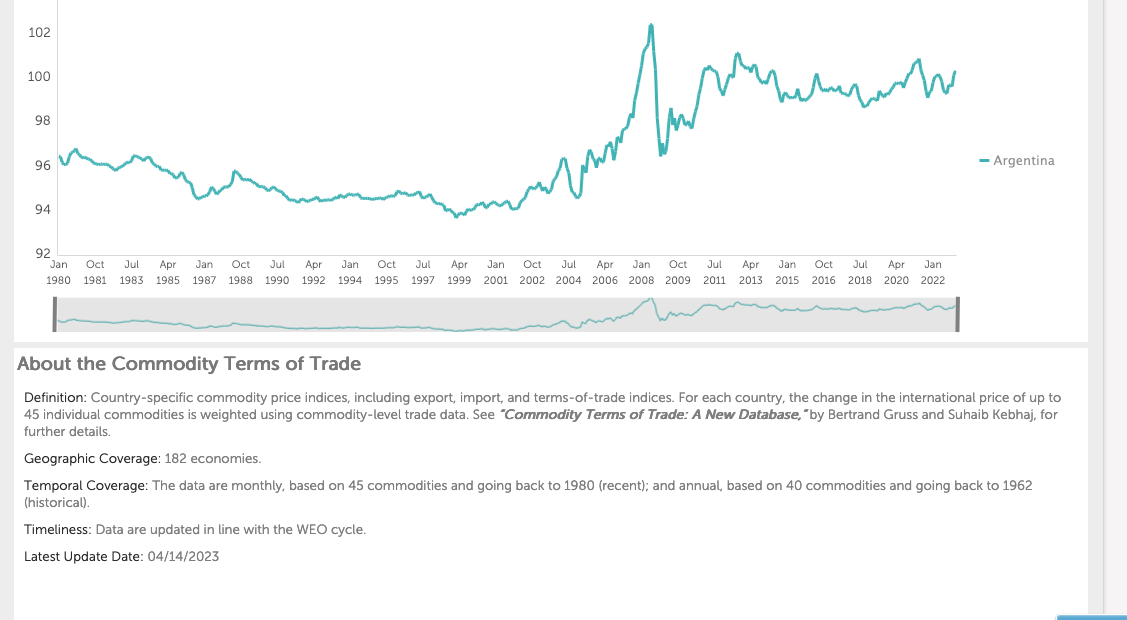 102
100
98
96
94
92
Argentina
Jan Oct Jul Apr Jan Oct Jul Apr Jan Oct Jul Apr Jan Oct Jul Apr Jan Oct Jul Apr Jan Oct Jul Apr Jan
1980 1981 1983 1985 1987 1988 1990 1992 1994 1995 1997 1999 2001 2002 2004 2006 2008 2009 2011 2013 2015 2016 2018 2020 2022
About the Commodity Terms of Trade
Definition: Country-specific commodity price indices, including export, import, and terms-of-trade indices. For each country, the change in the international price of up to
45 individual commodities is weighted using commodity-level trade data. See "Commodity Terms of Trade: A New Database," by Bertrand Gruss and Suhaib Kebhaj, for
further details.
Geographic Coverage: 182 economies.
Temporal Coverage: The data are monthly, based on 45 commodities and going back to 1980 (recent); and annual, based on 40 commodities and going back to 1962
(historical).
Timeliness: Data are updated in line with the WEO cycle.
Latest Update Date: 04/14/2023